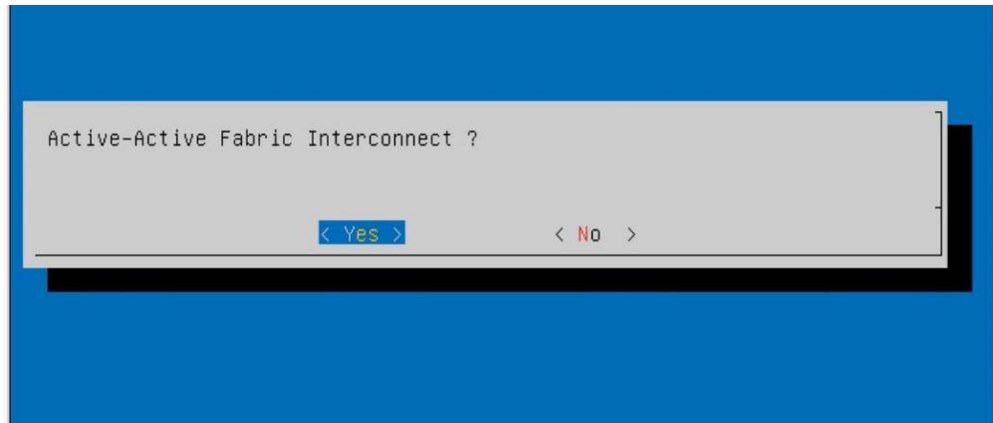 Active-Active Fabric Interconnect ?
< Yes > < No >